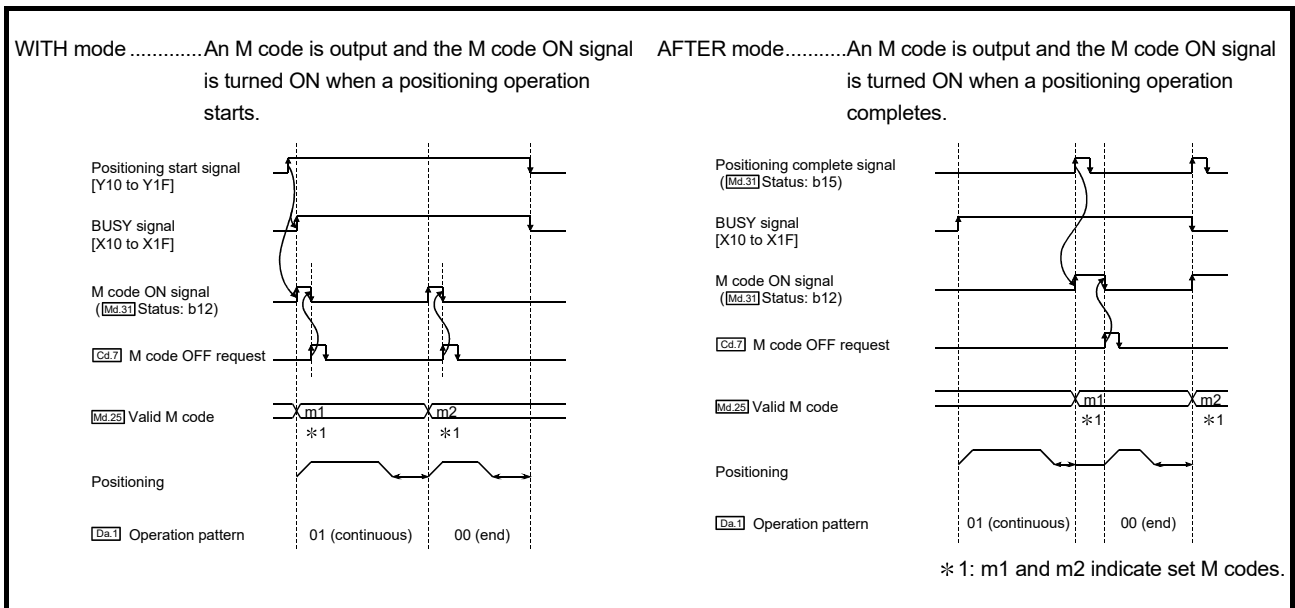 WITH mode .............An M code is output and the M code ON signal
is turned ON when a positioning operation
starts.
Positioning start signal
[Y10 to Y1F]
BUSY signal
[X10 to X1F]
M code ON signal
(Md.31 Status: b12)
Cd.7 M code OFF request
Md.25 Valid M code
m1
m2
*1
*1
Positioning
Da.1 Operation pattern
01 (continuous)
00 (end)
AFTER mode...........An M code is output and the M code ON signal
is turned ON when a positioning operation
completes.
Positioning complete signal
(Md.31 Status: b15)
BUSY signal
[X10 to X1F]
M code ON signal
(Md.31 Status: b12)
Cd.7 M code OFF request
Md.25 Valid M code
m1
m2
*1
*1
Positioning
Da.1 Operation pattern
01 (continuous)
00 (end)
*1: m1 and m2 indicate set M codes.